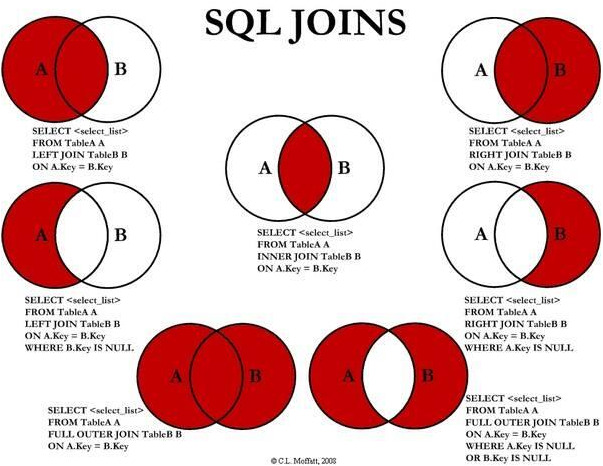 SQL JOINS
A B
SELECT <select_list>
FROM TableA A
LEFT JOIN TableB B
ON A.Key = B.Key
A B
SELECT <select_list>
FROM TableA A
RIGHT JOIN TableB B
ON A.Key = B.Key
A B
SELECT <select_list>
FROM TableA A
INNER JOIN TableB B
ON A.Key = B.Key
A B
SELECT <select_list>
FROM TableA A
LEFT JOIN TableB B
ON A.Key = B.Key
WHERE B.Key IS NULL
A B
SELECT <select_list>
FROM TableA A
RIGHT JOIN TableB B
ON A.Key = B.Key
WHERE A.Key IS NULL
A B
SELECT <select_list>
FROM TableA A
FULL OUTER JOIN TableB B
ON A.Key = B.Key
A B
SELECT <select_list>
FROM TableA A
FULL OUTER JOIN TableB B
ON A.Key = B.Key
WHERE A.Key IS NULL
OR B.Key IS NULL
© C.L. Moffatt, 2008